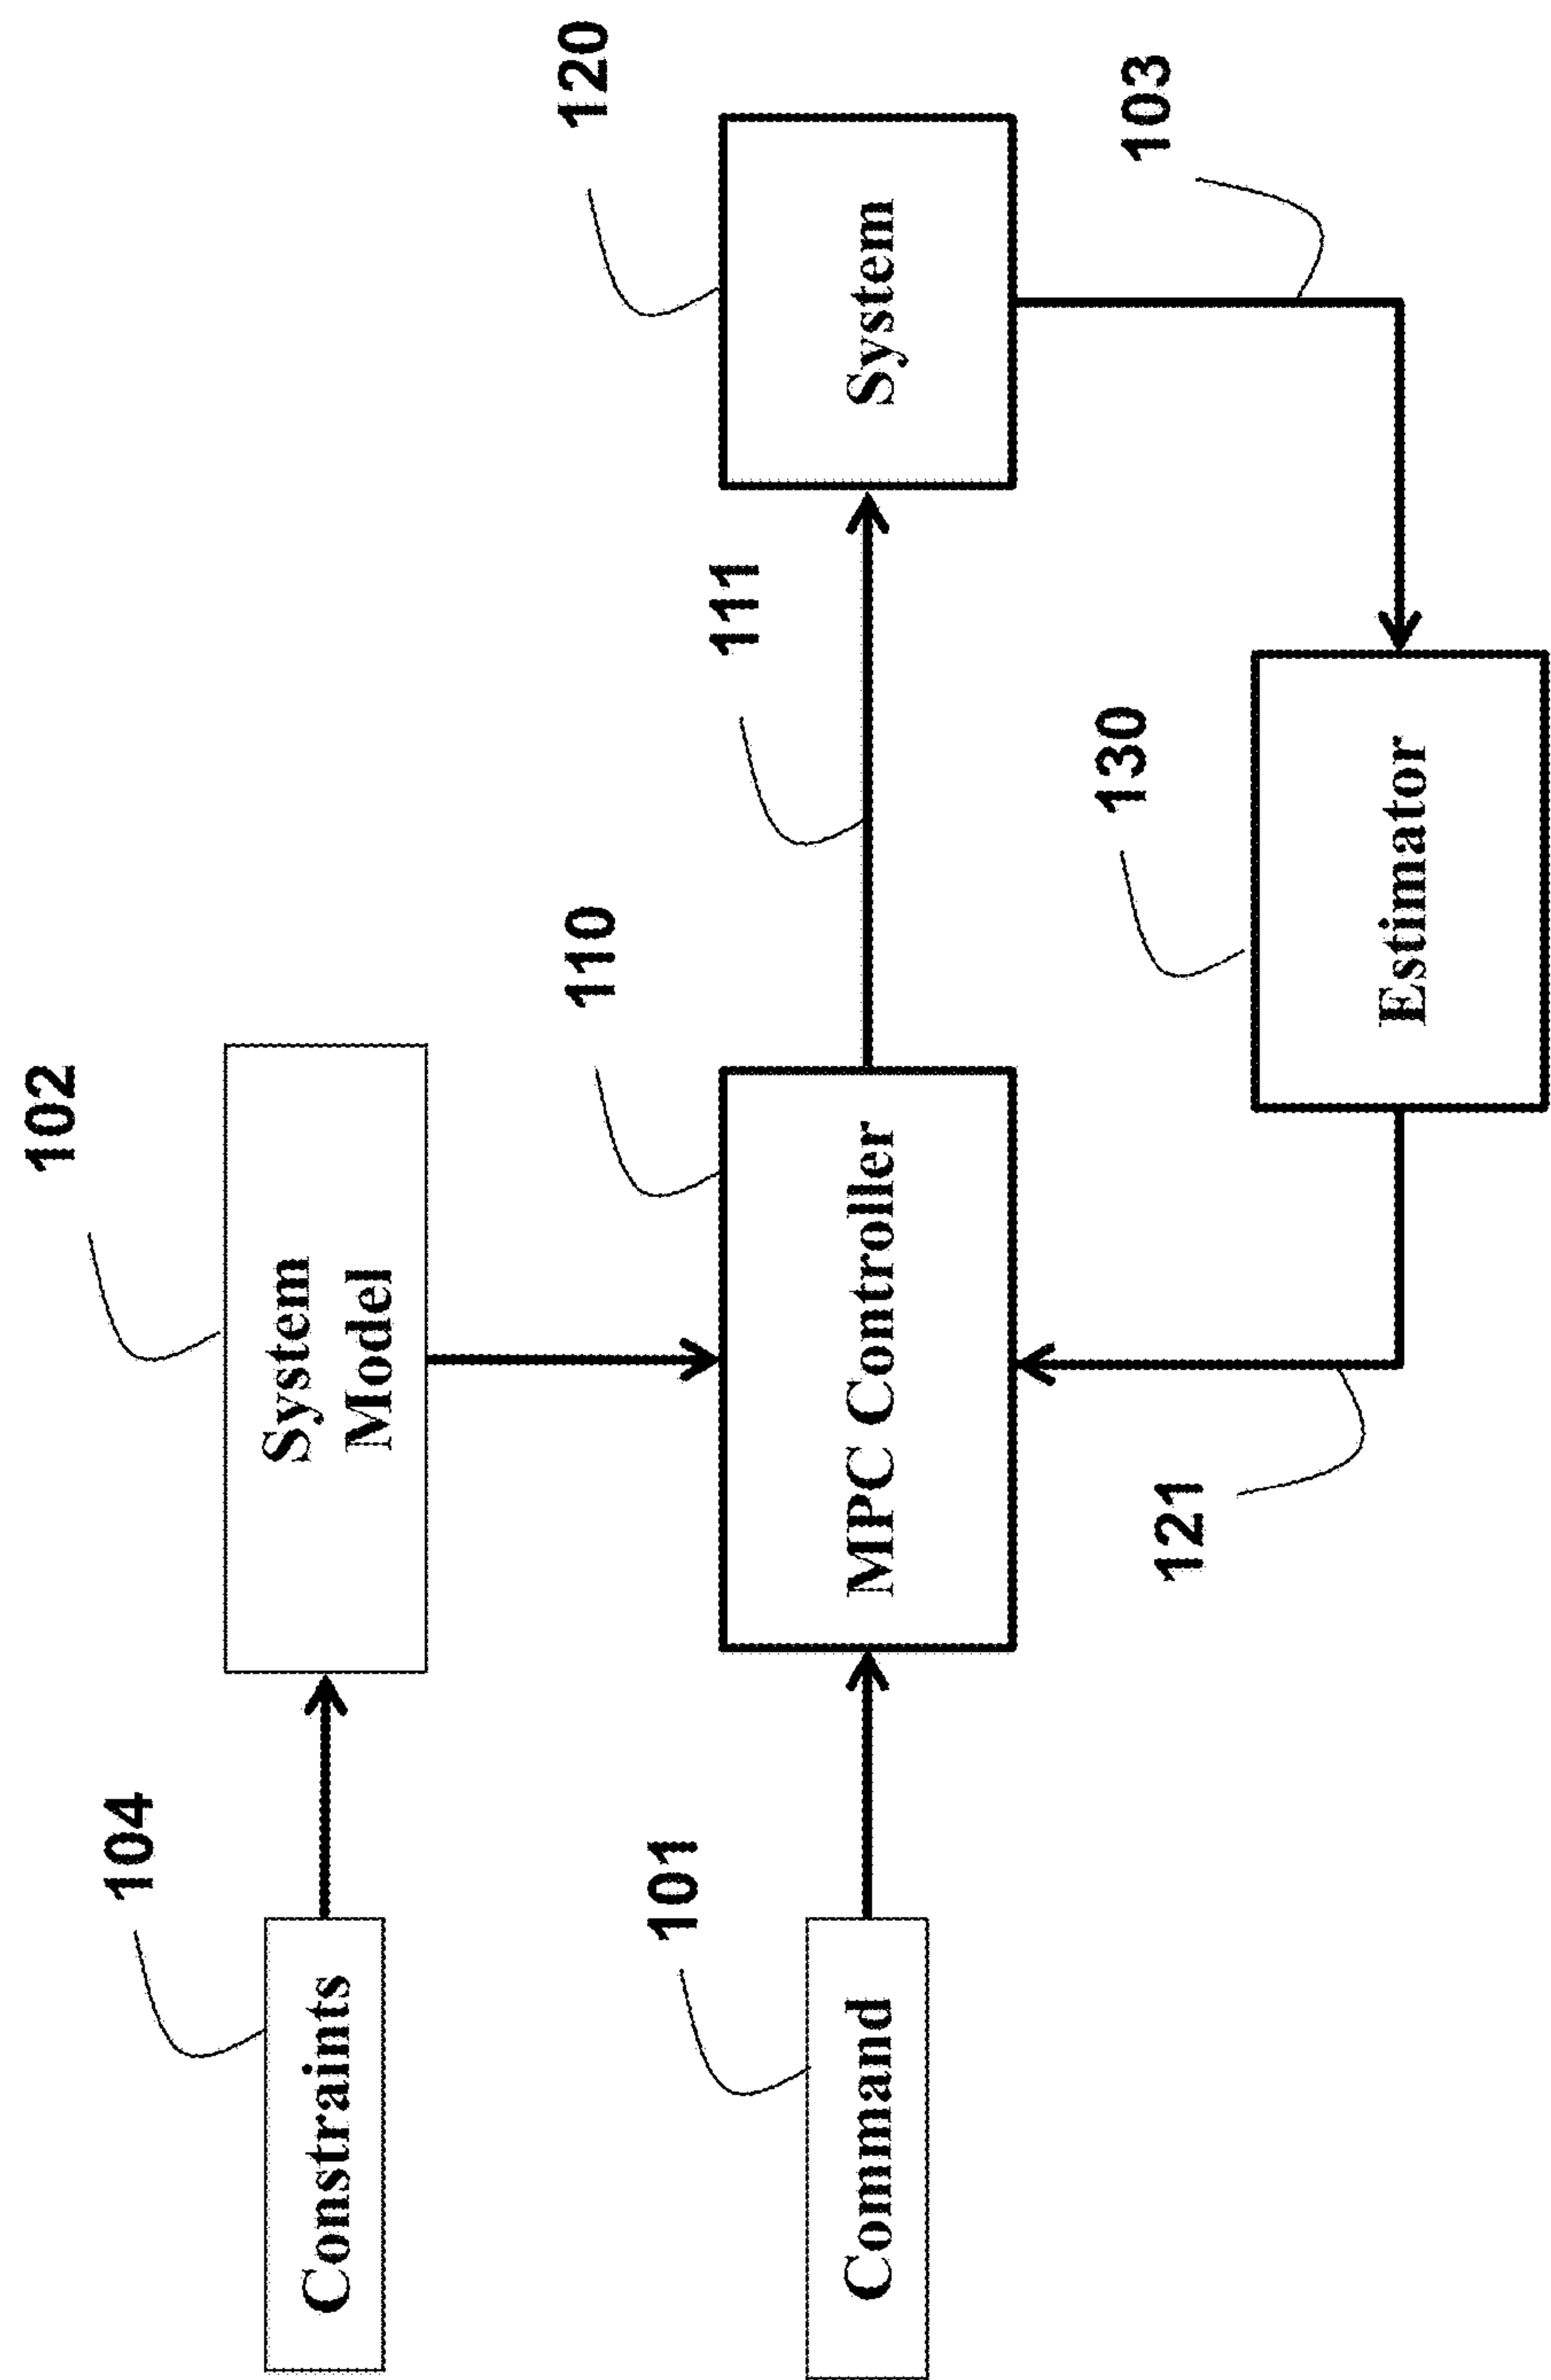 102
104
System
Model
Constraints
110
111
120
101
Command
MPC Controller
System
130
103
121
Estimator